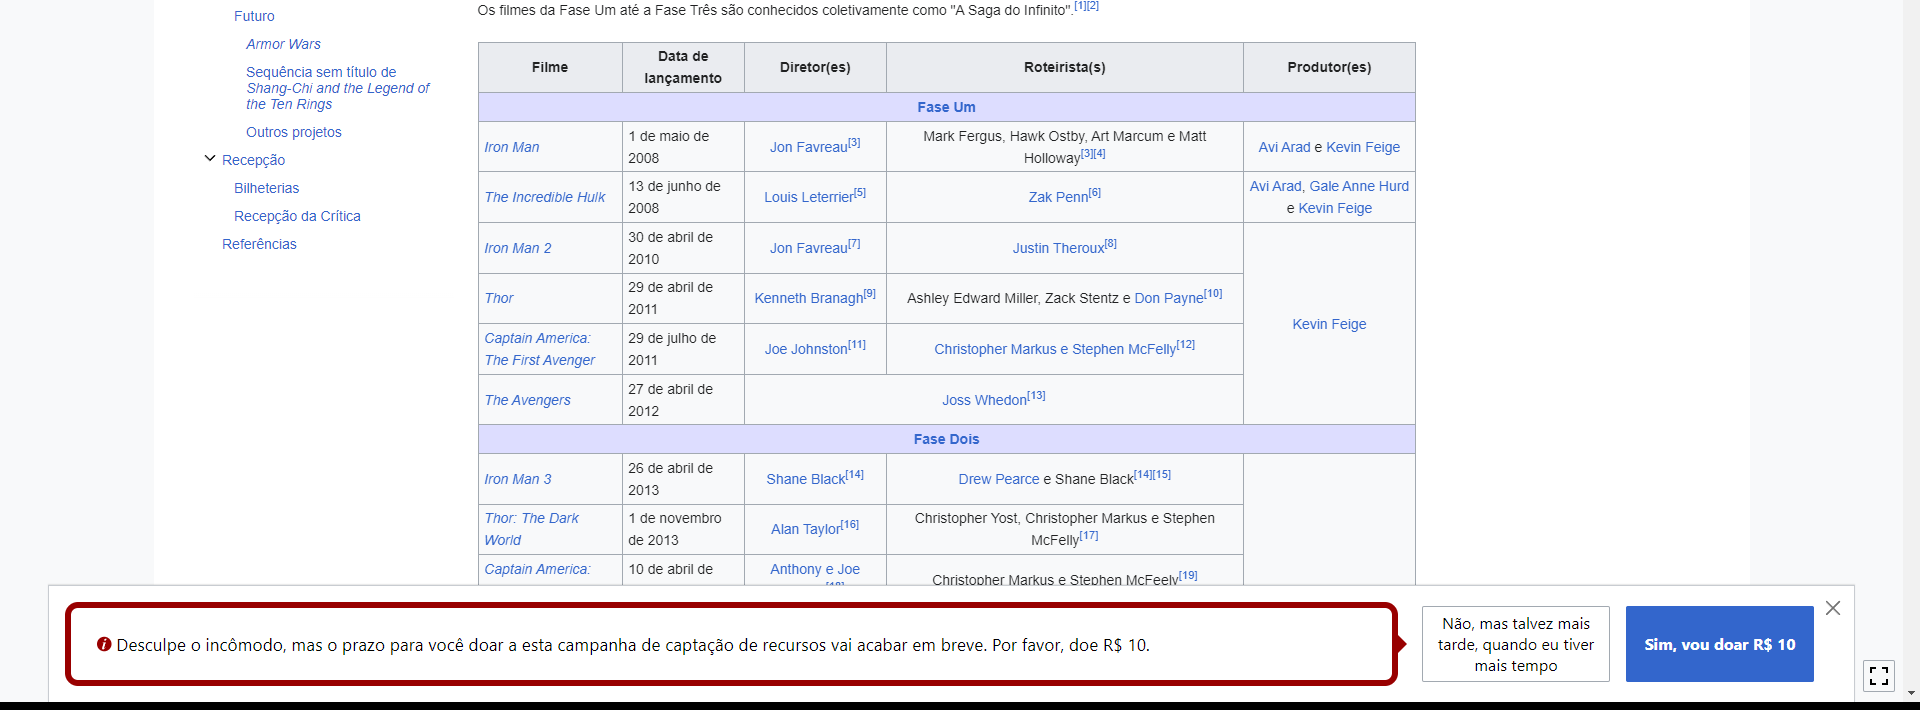 Futuro
Armor Wars
Sequência sem título de
Shang-Chi and the Legend of
the Ten Rings
Outros projetos
Recepção
Bilheterias
Recepção da Crítica
Referências
Os filmes da Fase Um até a Fase Três são conhecidos coletivamente como "A Saga do Infinito".[1][2]
Filme
Data de
lançamento
Diretor(es)
Roteirista(s)
Produtor(es)
Fase Um
Iron Man
1 de maio de
2008
Jon Favreau[3]
Mark Fergus, Hawk Ostby, Art Marcum e Matt
Holloway[3][4]
Avi Arad e Kevin Feige
The Incredible Hulk
13 de junho de
2008
Louis Leterrier[5]
Zak Penn[6]
Avi Arad, Gale Anne Hurd
e Kevin Feige
Iron Man 2
30 de abril de
2010
Jon Favreau[7]
Justin Theroux[8]
Kevin Feige
Thor
29 de abril de
2011
Kenneth Branagh[9]
Ashley Edward Miller, Zack Stentz e Don Payne[10]
Captain America:
The First Avenger
29 de julho de
2011
Joe Johnston[11]
Christopher Markus e Stephen McFelly[12]
The Avengers
27 de abril de
2012
Joss Whedon[13]
Fase Dois
Iron Man 3
26 de abril de
2013
Shane Black[14]
Drew Pearce e Shane Black[14][15]
Thor: The Dark
World
1 de novembro
de 2013
Alan Taylor[16]
Christopher Yost, Christopher Markus e Stephen
McFelly[17]
Captain America:
10 de abril de
Anthony e Joe
[18]
Christopher Markus e Stephen McFeely[19]
Desculpe o incômodo, mas o prazo para você doar a esta campanha de captação de recursos vai acabar em breve. Por favor, doe R$ 10.
Não, mas talvez mais
tarde, quando eu tiver
mais tempo
Sim, vou doar R$ 10